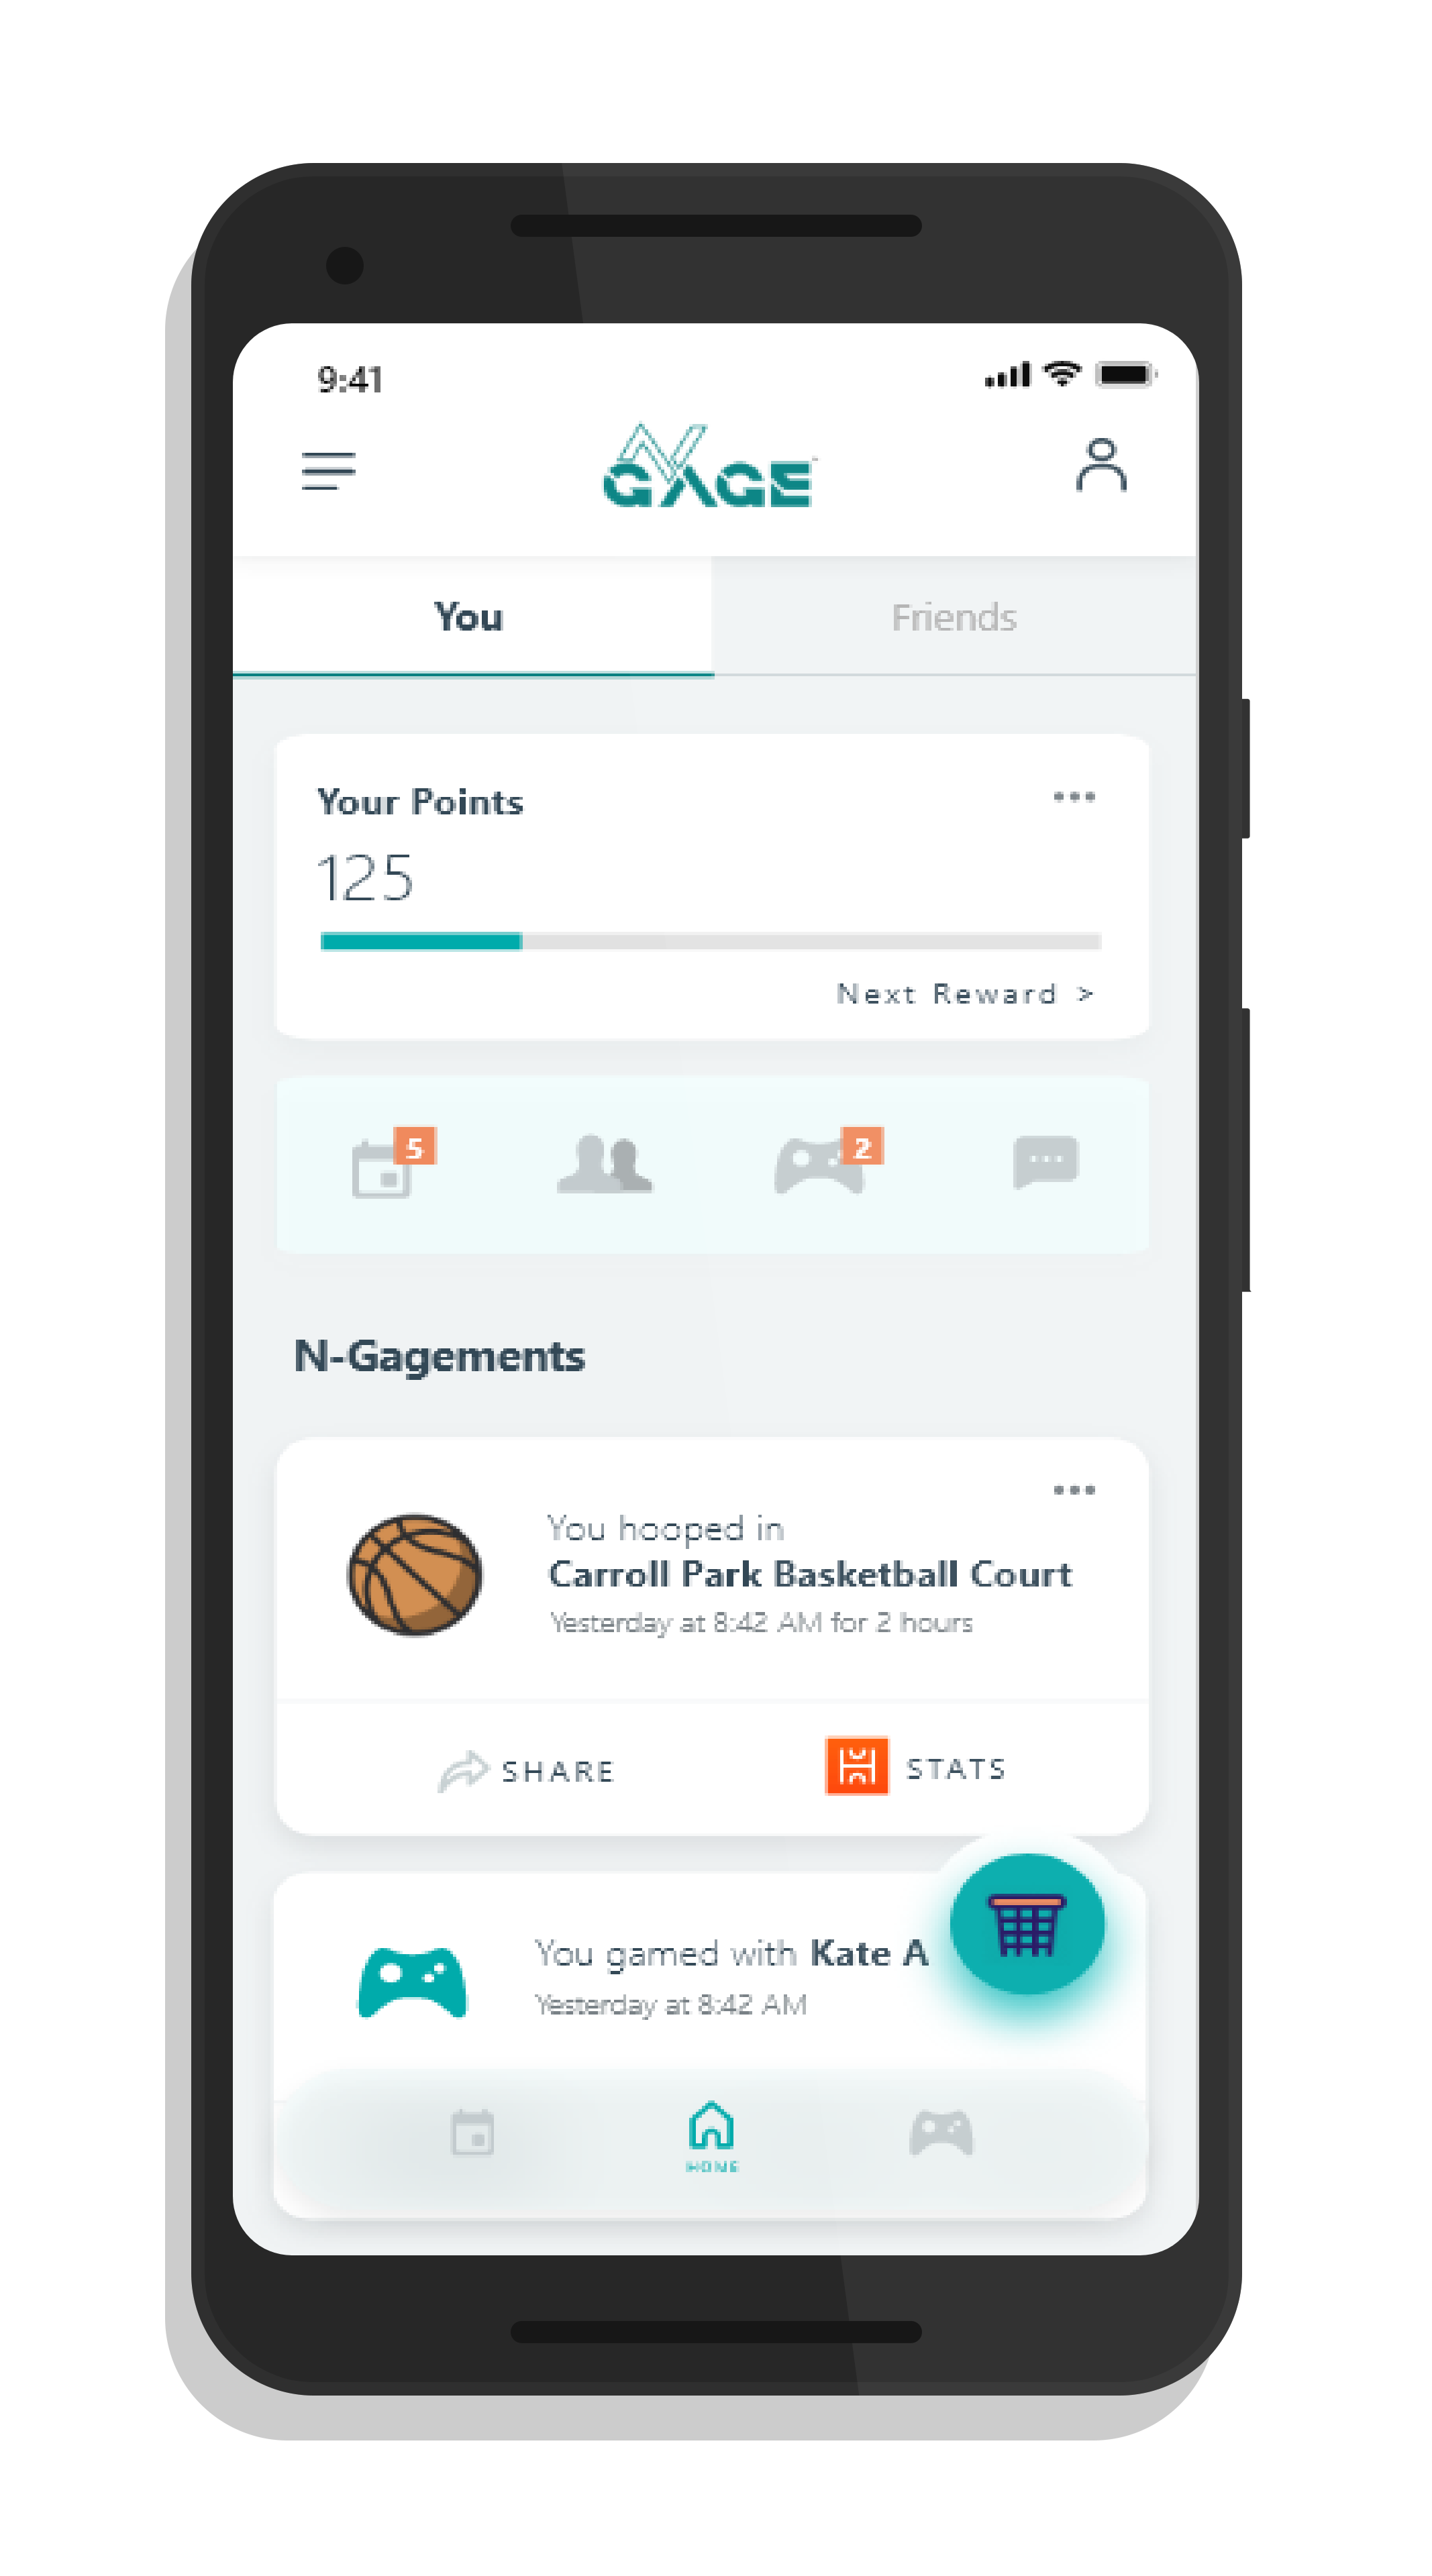 9:41
N
GAGE
You
Friends
Your Points
125
Next Reward >
5
2
N-Gagements
You hooped in
Carroll Park Basketball Court
Yesterday at 8:42 AM for 2 hours
SHARE
STATS
You gamed with Kate A
Yesterday at 8:42 AM
HOME